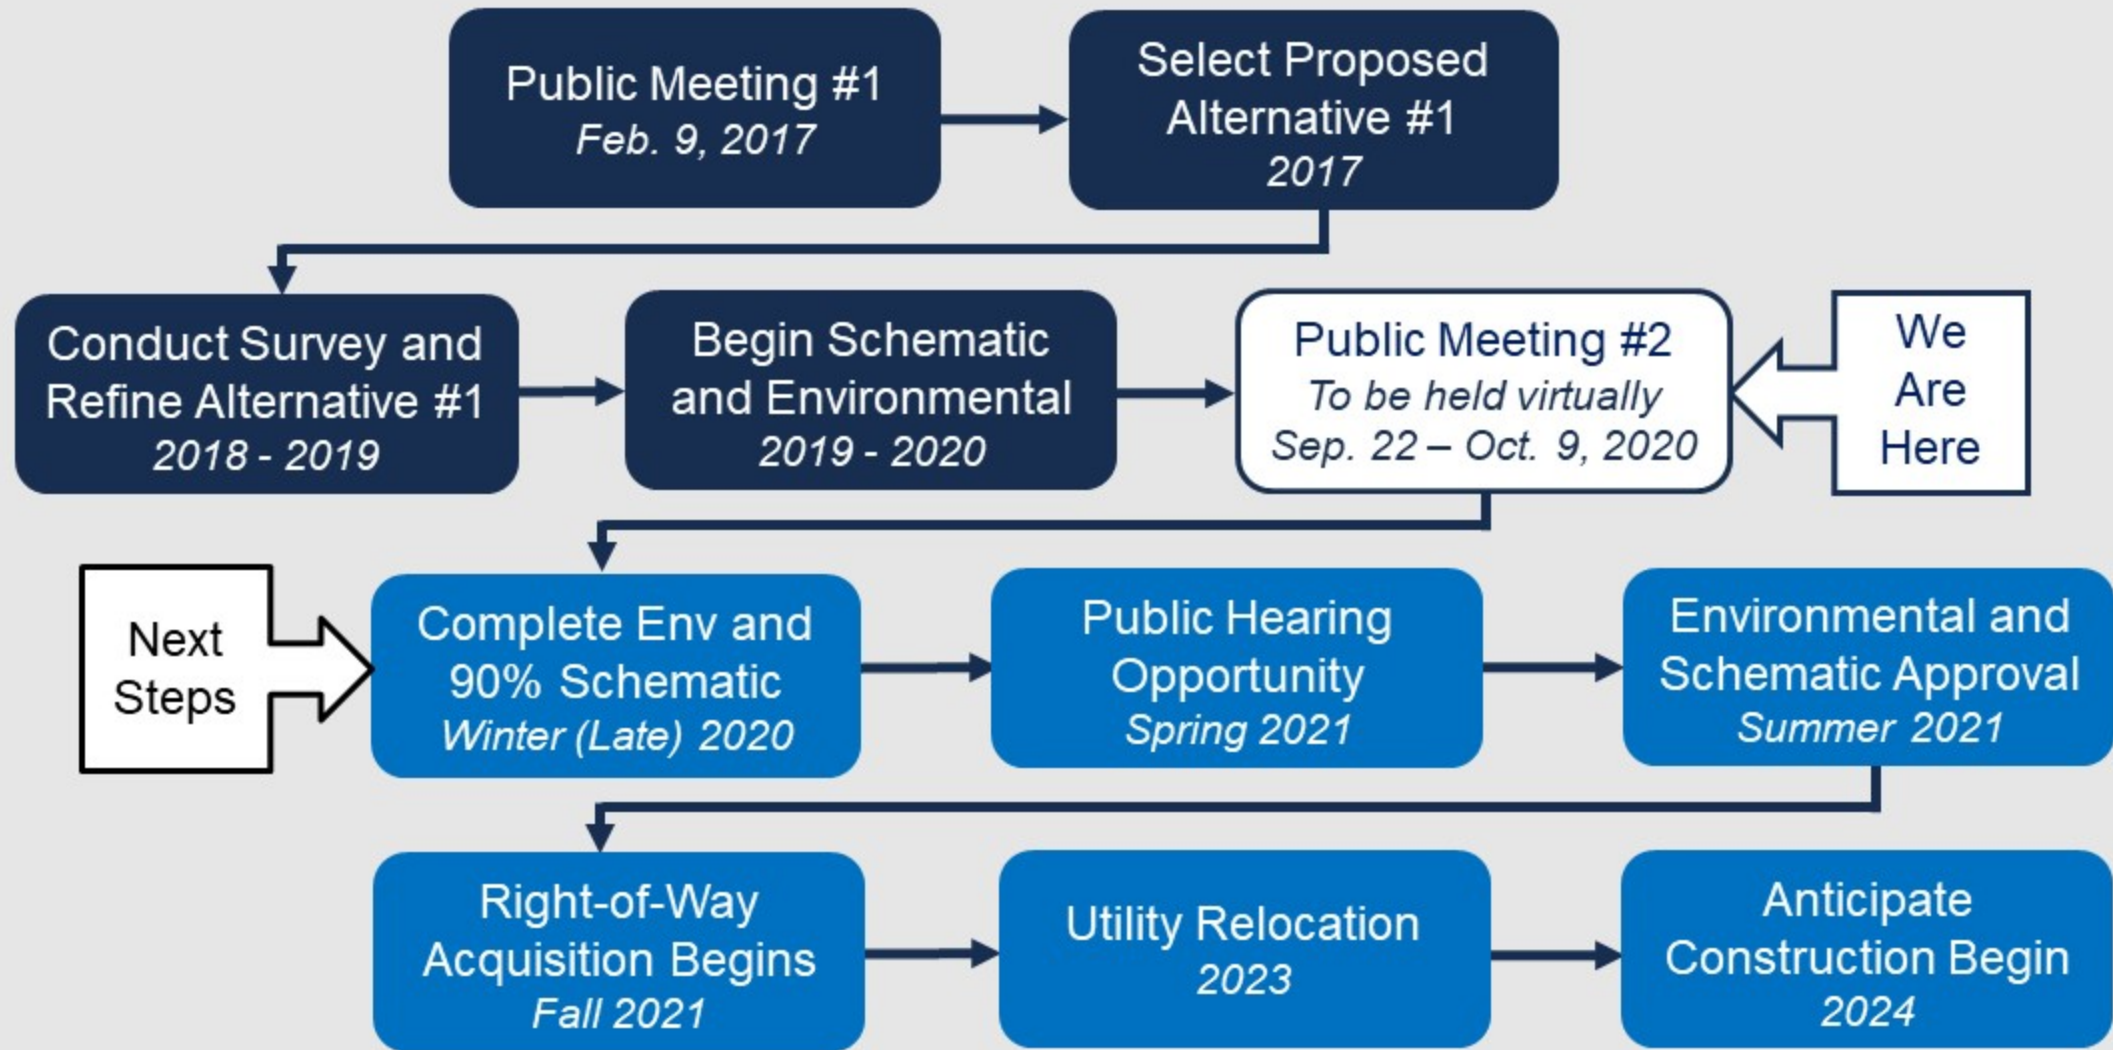 Public Meeting #1
Feb. 9, 2017
Select Proposed
Alternative #1
2017
Conduct Survey and
Refine Alternative #1
2018 - 2019
Begin Schematic
and Environmental
2019 - 2020
Public Meeting #2
To be held virtually
Sep. 22 – Oct. 9, 2020
We
Are
Here
Next
Steps
Complete Env and
90% Schematic
Winter (Late) 2020
Public Hearing
Opportunity
Spring 2021
Environmental and
Schematic Approval
Summer 2021
Right-of-Way
Acquisition Begins
Fall 2021
Utility Relocation
2023
Anticipate
Construction Begin
2024